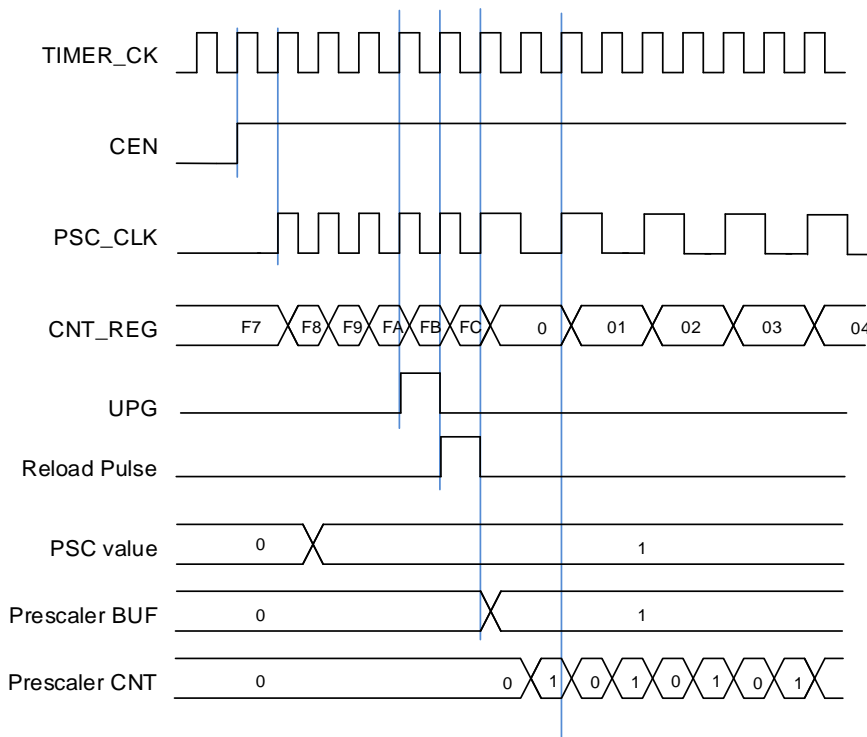 TIMER_CK
CEN
PSC_CLK
CNT_REG F7 F8 F9 FA FB FC 0 01 02 03 04
UPG
Reload Pulse
PSC value 0 1
Prescaler BUF 0 1
Prescaler CNT 0 0 1 0 1 0 1 0 1